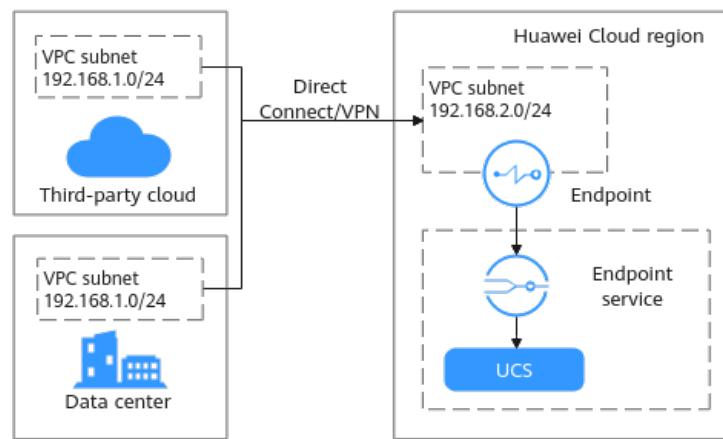 VPC subnet
192.168.1.0/24
Third-party cloud
VPC subnet
192.168.1.0/24
Data center
Direct
Connect/VPN
Huawei Cloud region
VPC subnet
192.168.2.0/24
Endpoint
Endpoint
service
UCS